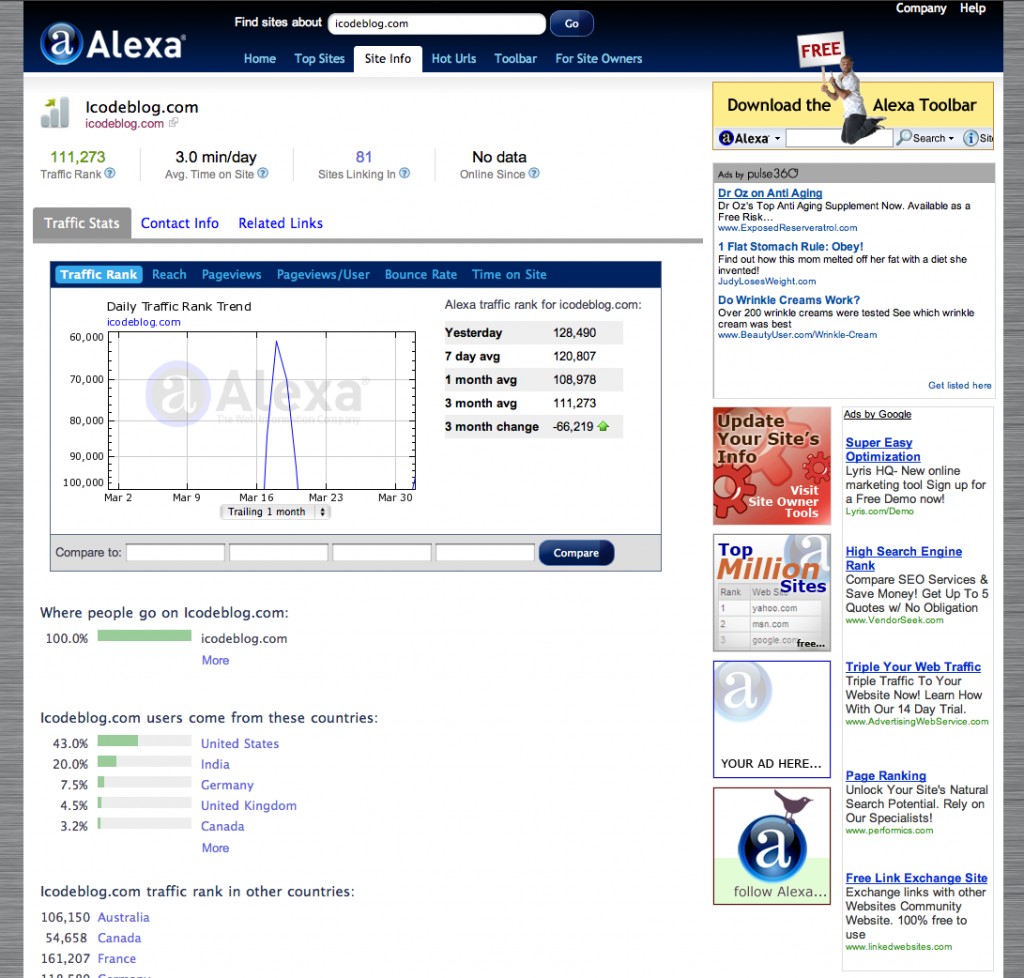 Company Help
Find sites about icodeblog.com Go
Alexa®
Home Top Sites Site Info Hot Urls Toolbar For Site Owners
FREE
Download the Alexa Toolbar
Alexa Search Sit
Icodeblog.com
icodeblog.com
111,273 3.0 min/day 81 No data
Traffic Rank ? Avg. Time on Site ? Sites Linking In ? Online Since ?
Traffic Stats Contact Info Related Links
Traffic Rank Reach Pageviews Pageviews/User Bounce Rate Time on Site
Daily Traffic Rank Trend
icodeblog.com
60,000
70,000
80,000
90,000
100,000
Alexa®
The Web Information Company
Mar 2 Mar 9 Mar 16 Mar 23 Mar 30
Trailing 1 month
Alexa traffic rank for icodeblog.com:
Yesterday 128,490
7 day avg 120,807
1 month avg 108,978
3 month avg 111,273
3 month change -66,219
Compare to: Compare
Where people go on Icodeblog.com:
100.0% icodeblog.com
More
Icodeblog.com users come from these countries:
43.0% United States
20.0% India
7.5% Germany
4.5% United Kingdom
3.2% Canada
More
Icodeblog.com traffic rank in other countries:
106,150 Australia
54,658 Canada
161,207 France
118,580 Germany
Ads by pulse360
Dr Oz on Anti Aging
Dr Oz's Top Anti Aging Supplement Now. Available as a
Free Risk...
www.ExposedReserveratrol.com
1 Flat Stomach Rule: Obey!
Find out how this mom melted off her fat with a diet she
invented!
JudyLosesWeight.com
Do Wrinkle Creams Work?
Over 200 wrinkle creams were tested See which wrinkle
cream was best
www.BeautyUser.com/Wrinkle-Cream
Get listed here
Update
Your Site's
Info
Visit
Site Owner
Tools
Top
Million
Sites
Rank Web Site
1 yahoo.com
2 msn.com
3 google.com
free...
a
YOUR AD HERE...
a
follow Alexa...
Ads by Google
Super Easy
Optimization
Lyris HQ- New online
marketing tool Sign up for
a Free Demo now!
Lyris.com/Demo
High Search Engine
Rank
Compare SEO Services &
Save Money! Get Up To 5
Quotes w/ No Obligation
www.VendorSeek.com
Triple Your Web Traffic
Triple Traffic To Your
Website Now! Learn How
With Our 14 Day Trial.
www.AdvertisingWebService.com
Page Ranking
Unlock Your Site's Natural
Search Potential. Rely on
Our Specialists!
www.performics.com
Free Link Exchange Site
Exchange links with other
Websites Community
Website. 100% free to
use
www.linkedwebsites.com